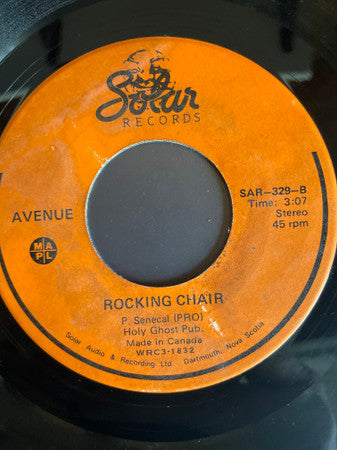 Solar
RECORDS
AVENUE
SAR-329-B
Time: 3:07
Stereo
45 rpm
M A
P L
ROCKING CHAIR
P. Senecal (PRO)
Holy Ghost Pub.
Made in Canada
WRC3-1832
Solar Audio & Recording Ltd. Dartmouth, Nova Scotia